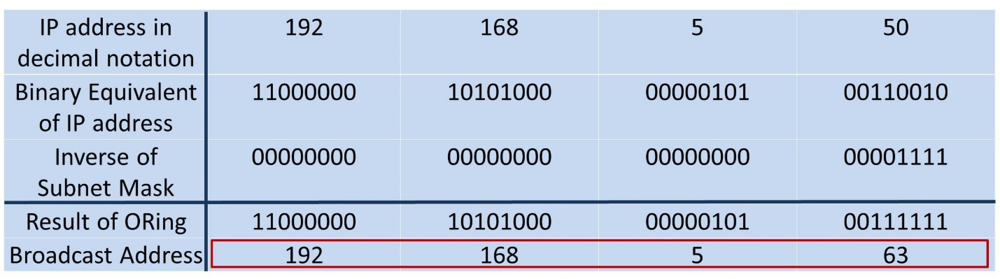 IP address in decimal notation 192 168 5 50
Binary Equivalent of IP address 11000000 10101000 00000101 00110010
Inverse of Subnet Mask 00000000 00000000 00000000 00001111
Result of ORing 11000000 10101000 00000101 00111111
Broadcast Address 192 168 5 63